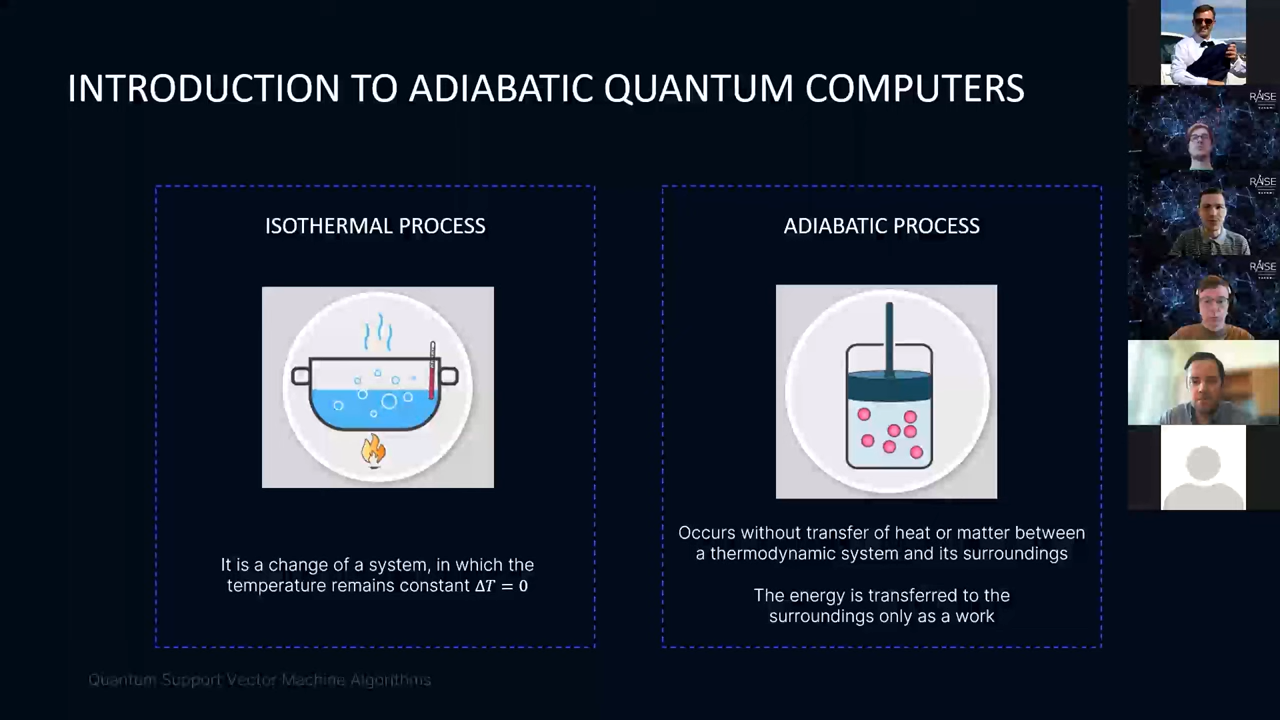 INTRODUCTION TO ADIABATIC QUANTUM COMPUTERS
ISOTHERMAL PROCESS
It is a change of a system, in which the
temperature remains constant ΔT = 0
ADIABATIC PROCESS
Occurs without transfer of heat or matter between
a thermodynamic system and its surroundings
The energy is transferred to the
surroundings only as a work
Quantum Support Vector Machine Algorithms
RAISE
RAISE
RAISE